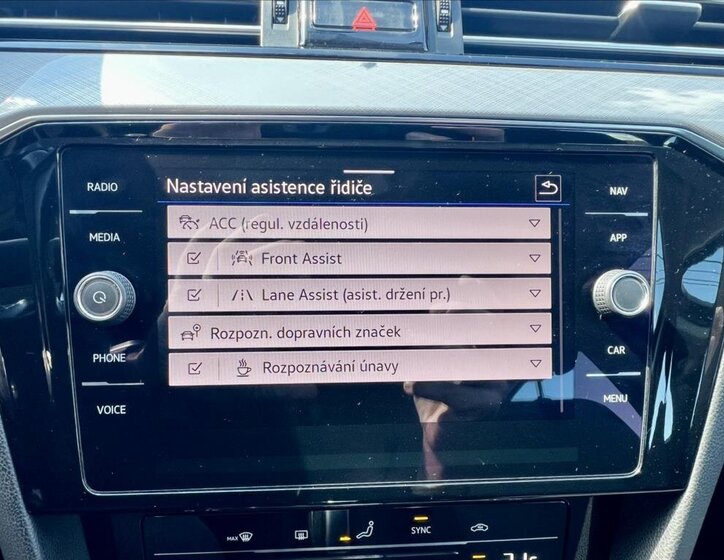 RADIO
MEDIA
PHONE
VOICE
Nastavení asistence řidiče
ACC (regul. vzdálenosti)
Front Assist
Lane Assist (asist. držení pr.)
Rozpozn. dopravních značek
Rozpoznávání únavy
NAV
APP
CAR
MENU
MAX
SYNC